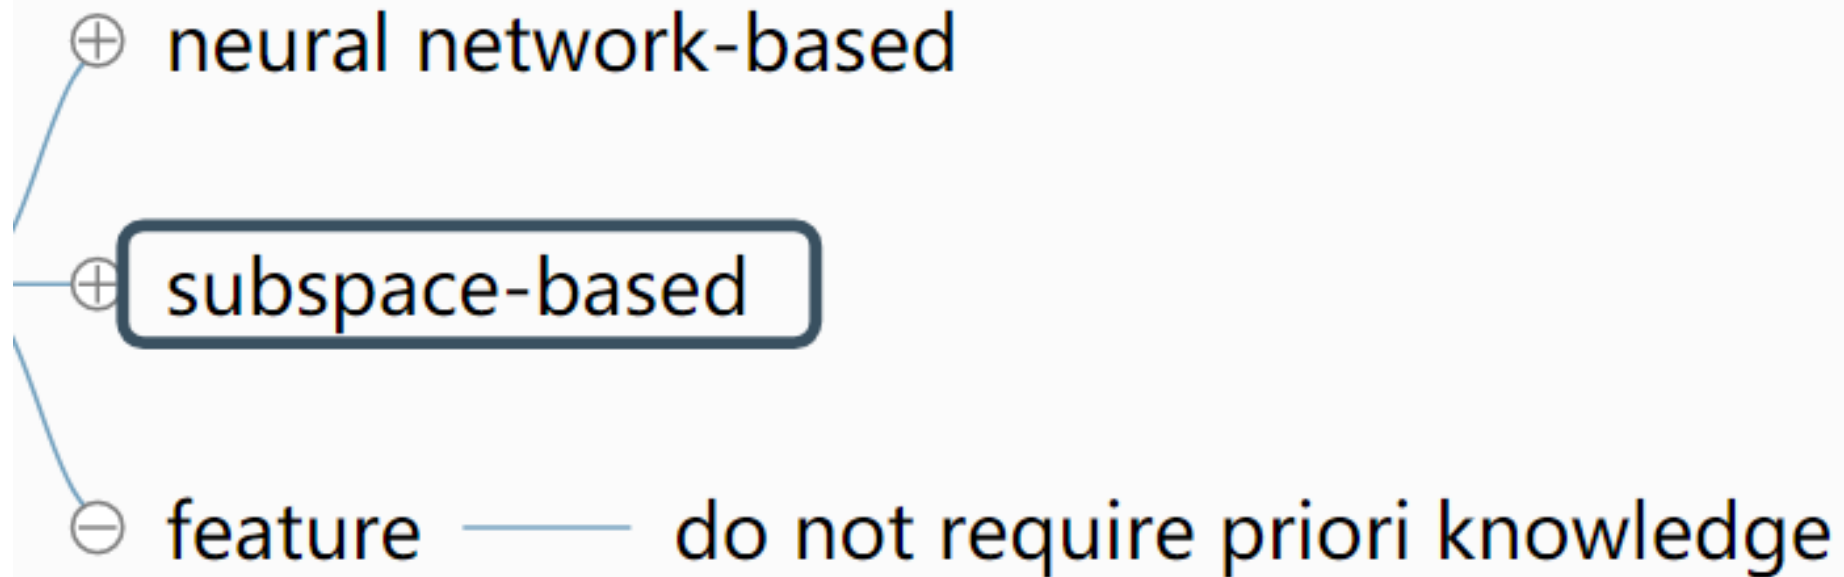 neural network-based
subspace-based
feature do not require priori knowledge